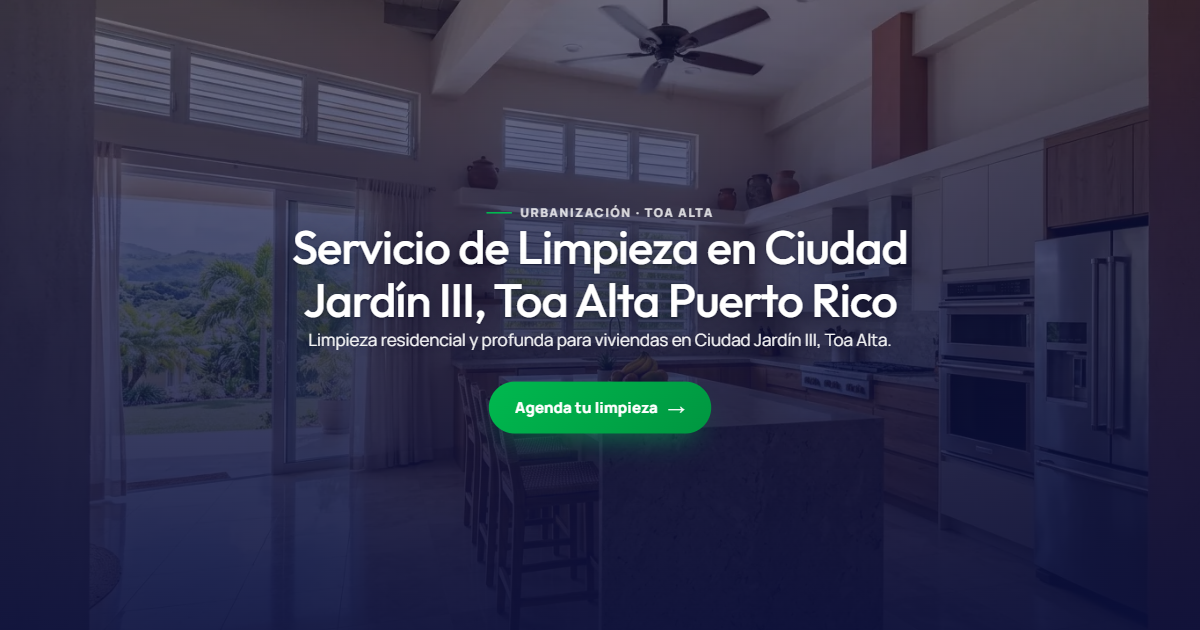 URBANIZACIÓN · TOA ALTA
Servicio de Limpieza en Ciudad
Jardín III, Toa Alta Puerto Rico
Limpieza residencial y profunda para viviendas en Ciudad Jardín III, Toa Alta.
Agenda tu limpieza →